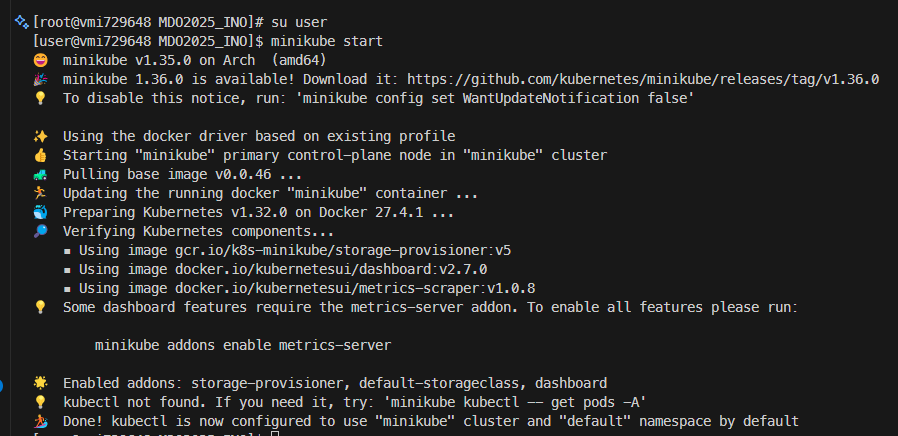 [root@vmi729648 MDO2025_INO]# su user
[user@vmi729648 MDO2025_INO]$ minikube start
😄  minikube v1.35.0 on Arch  (amd64)
🎉  minikube 1.36.0 is available! Download it: https://github.com/kubernetes/minikube/releases/tag/v1.36.0
💡  To disable this notice, run: 'minikube config set WantUpdateNotification false'
✨  Using the docker driver based on existing profile
👍  Starting "minikube" primary control-plane node in "minikube" cluster
🚜  Pulling base image v0.0.46 ...
🏃  Updating the running docker "minikube" container ...
🐳  Preparing Kubernetes v1.32.0 on Docker 27.4.1 ...
🔎  Verifying Kubernetes components...
▪ Using image gcr.io/k8s-minikube/storage-provisioner:v5
▪ Using image docker.io/kubernetesui/dashboard:v2.7.0
▪ Using image docker.io/kubernetesui/metrics-scraper:v1.0.8
💡  Some dashboard features require the metrics-server addon. To enable all features please run:
minikube addons enable metrics-server
🌟  Enabled addons: storage-provisioner, default-storageclass, dashboard
💡  kubectl not found. If you need it, try: 'minikube kubectl -- get pods -A'
🏄  Done! kubectl is now configured to use "minikube" cluster and "default" namespace by default